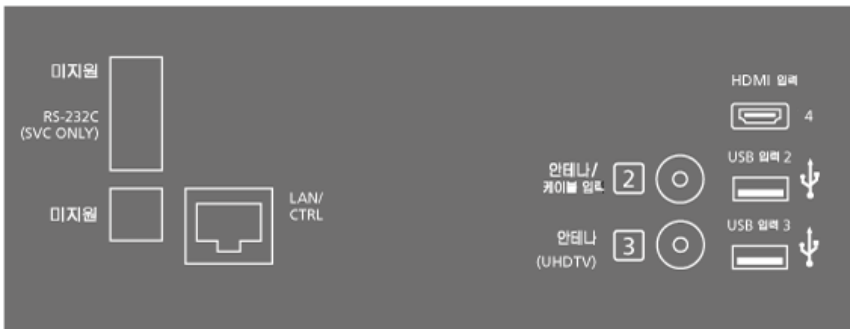 미지원
RS-232C
(SVC ONLY)
미지원
LAN/
CTRL
안테나/
케이블 입력
2
안테나
(UHDTV)
3
HDMI 입력
4
USB 입력 2
USB 입력 3